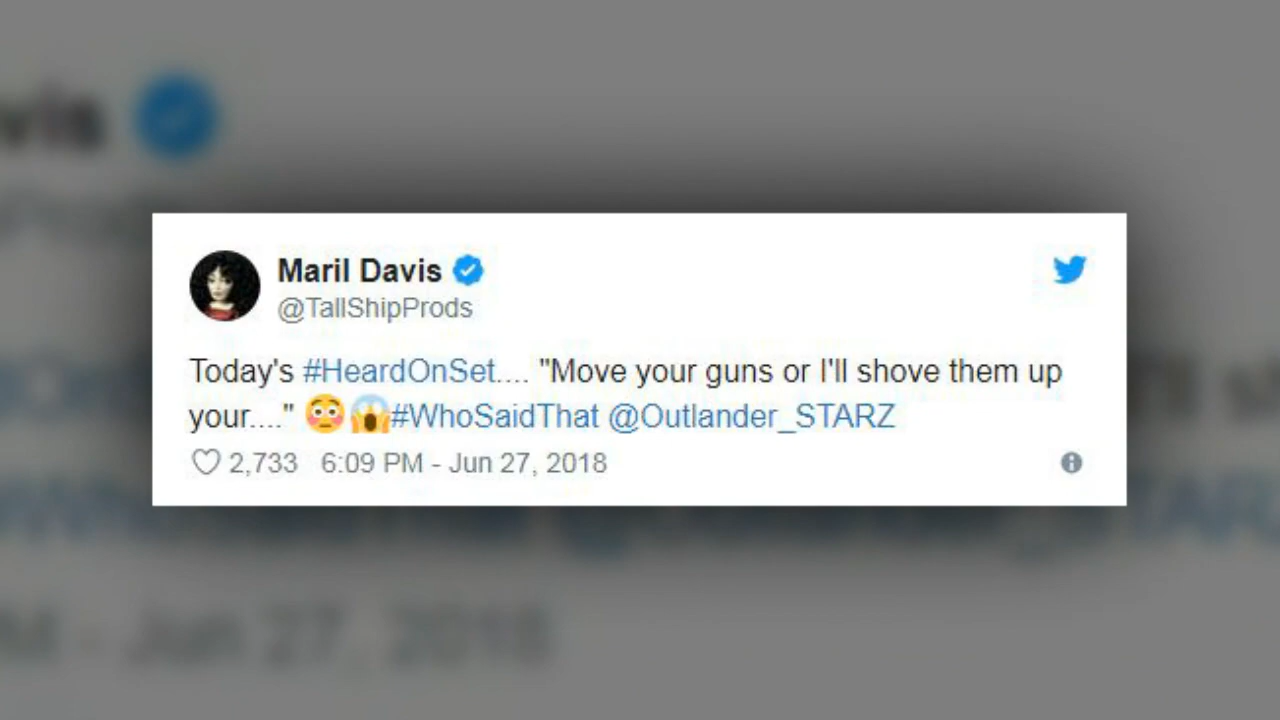 Maril Davis
@TallShipProds
Today's #HeardOnSet.... "Move your guns or I'll shove them up
your...." 😳😱#WhoSaidThat @Outlander_STARZ
2,733 6:09 PM - Jun 27, 2018